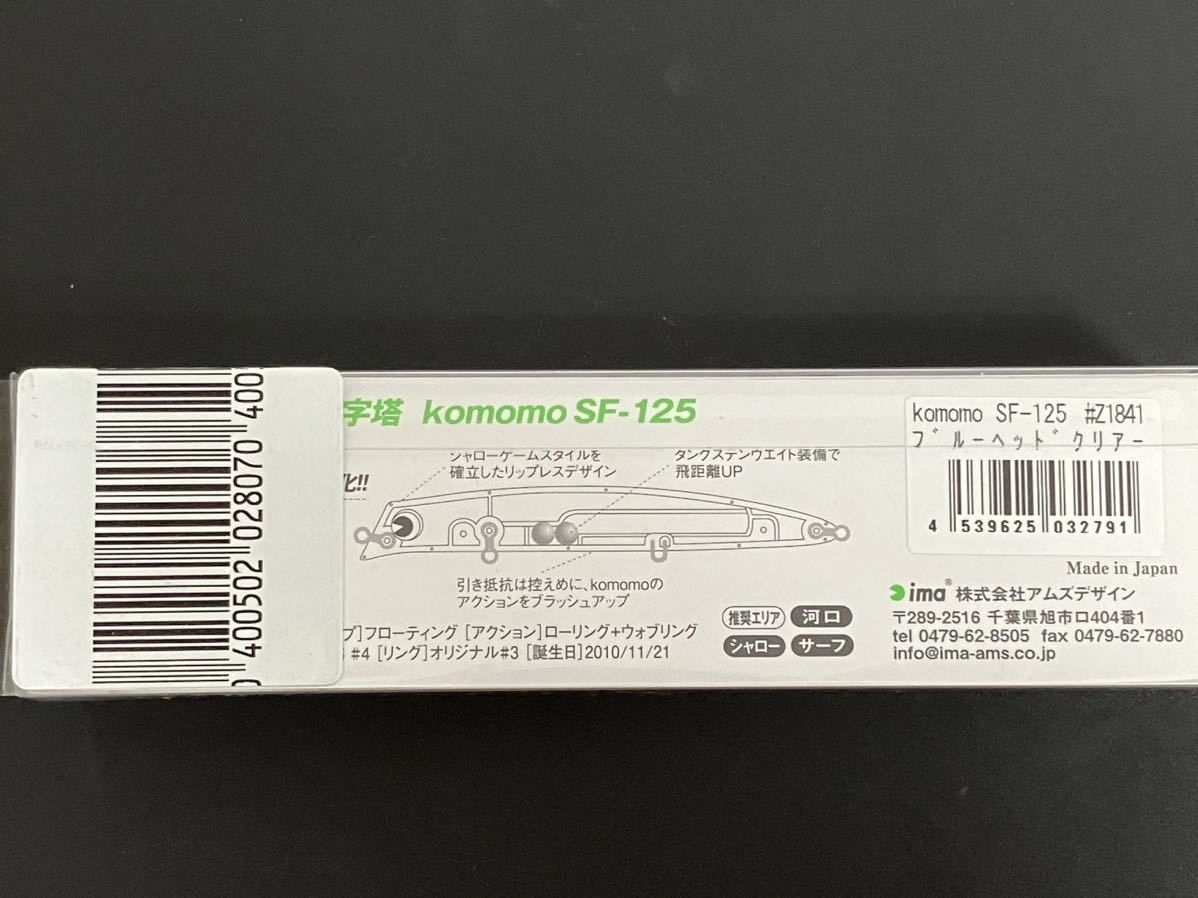 400502 028070 400
字塔 komomo SF-125
化!!
シャローゲームスタイルを
確立したリップレスデザイン
タングステンウエイト装備で
飛距離UP
引き抵抗は控えめに、komomoの
アクションをブラッシュアップ
プ]フローティング [アクション]ローリング+ウォブリング
#4 [リング]オリジナル#3 [誕生日]2010/11/21
推奨エリア 河口
シャロー サーフ
komomo SF-125 #Z1841
ブルーヘッドクリアー
4 539625 032791
Made in Japan
ima® 株式会社アムズデザイン
〒289-2516 千葉県旭市ロ404番1
tel 0479-62-8505 fax 0479-62-7880
info@ima-ams.co.jp